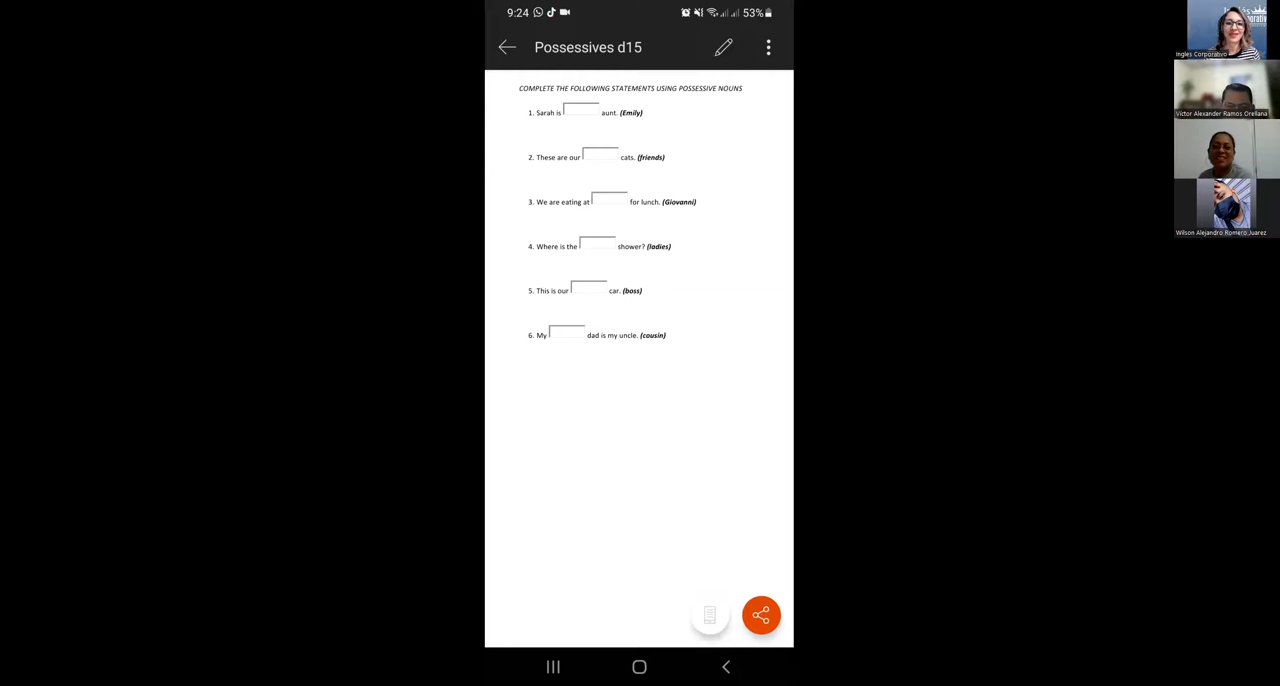 9:24
53%
Possessives d15
COMPLETE THE FOLLOWING STATEMENTS USING POSSESSIVE NOUNS
1. Sarah is aunt. (Emily)
2. These are our cats. (friends)
3. We are eating at for lunch. (Giovanni)
4. Where is the shower? (ladies)
5. This is our car. (boss)
6. My dad is my uncle. (cousin)
Ingles Corporativo
Víctor Alexander Ramos Orellana
Wilson Alejandro Romero Juarez